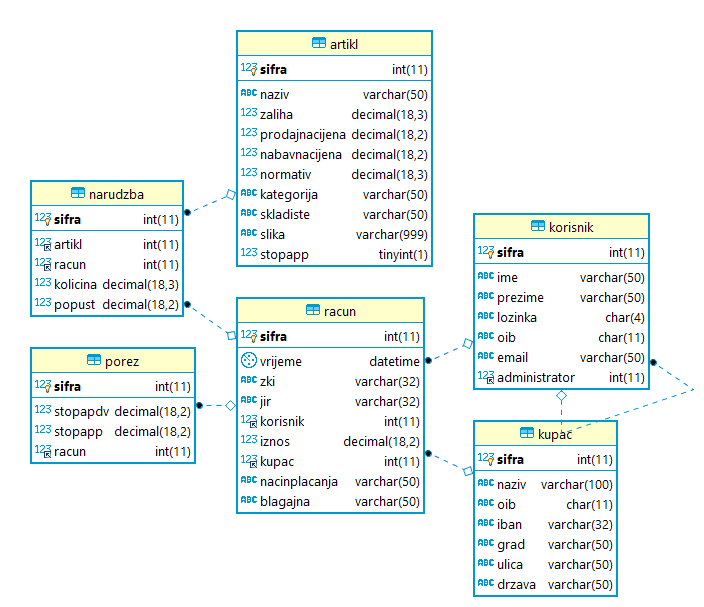 artikl
123 sifra int(11)
ABC naziv varchar(50)
123 zaliha decimal(18,3)
123 prodajnacijena decimal(18,2)
123 nabavnacijena decimal(18,2)
123 normativ decimal(18,3)
ABC kategorija varchar(50)
ABC skladiste varchar(50)
ABC slika varchar(999)
123 stopapp tinyint(1)
narudzba
123 sifra int(11)
123 artikl int(11)
123 racun int(11)
123 kolicina decimal(18,3)
123 popust decimal(18,2)
korisnik
123 sifra int(11)
ABC ime varchar(50)
ABC prezime varchar(50)
ABC lozinka char(4)
ABC oib char(11)
ABC email varchar(50)
123 administrator int(11)
racun
123 sifra int(11)
vrijeme datetime
ABC zki varchar(32)
ABC jir varchar(32)
123 korisnik int(11)
123 iznos decimal(18,2)
123 kupac int(11)
ABC nacinplacanja varchar(50)
ABC blagajna varchar(50)
porez
123 sifra int(11)
123 stopapdv decimal(18,2)
123 stopapp decimal(18,2)
123 racun int(11)
kupac
123 sifra int(11)
ABC naziv varchar(100)
ABC oib char(11)
ABC iban varchar(32)
ABC grad varchar(50)
ABC ulica varchar(50)
ABC drzava varchar(50)